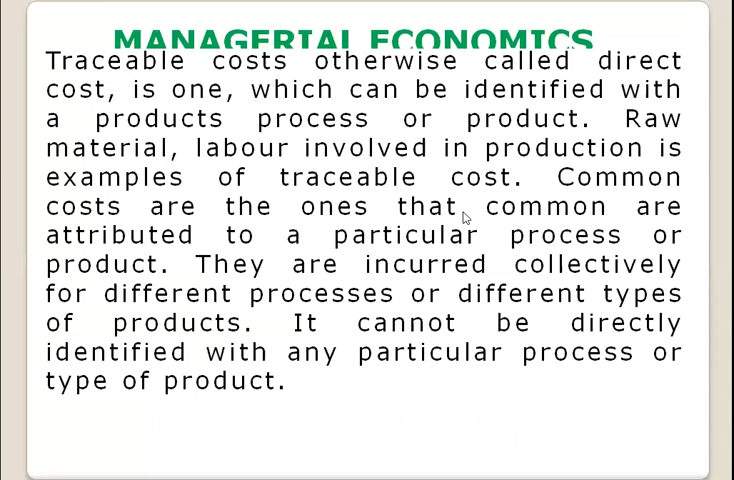 MANAGERIAL ECONOMICS
Traceable costs otherwise called direct
cost, is one, which can be identified with
a products process or product. Raw
material, labour involved in production is
examples of traceable cost. Common
costs are the ones that common are
attributed to a particular process or
product. They are incurred collectively
for different processes or different types
of products. It cannot be directly
identified with any particular process or
type of product.